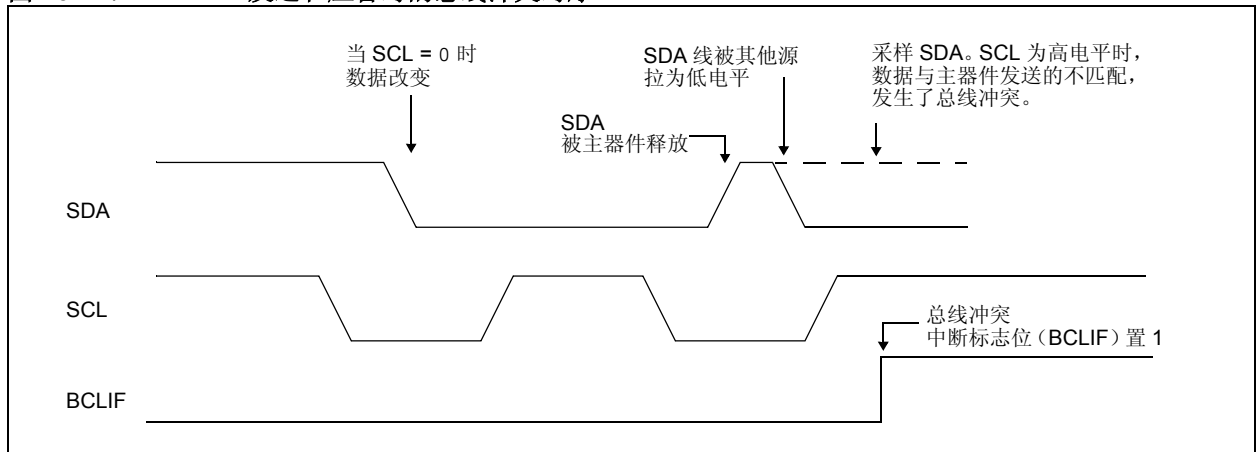 当 SCL = 0 时
数据改变
SDA 线被其他源
拉为低电平
采样 SDA。SCL 为高电平时，
数据与主器件发送的不匹配，
发生了总线冲突。
SDA
被主器件释放
SDA
SCL
总线冲突
中断标志位（BCLIF）置 1
BCLIF